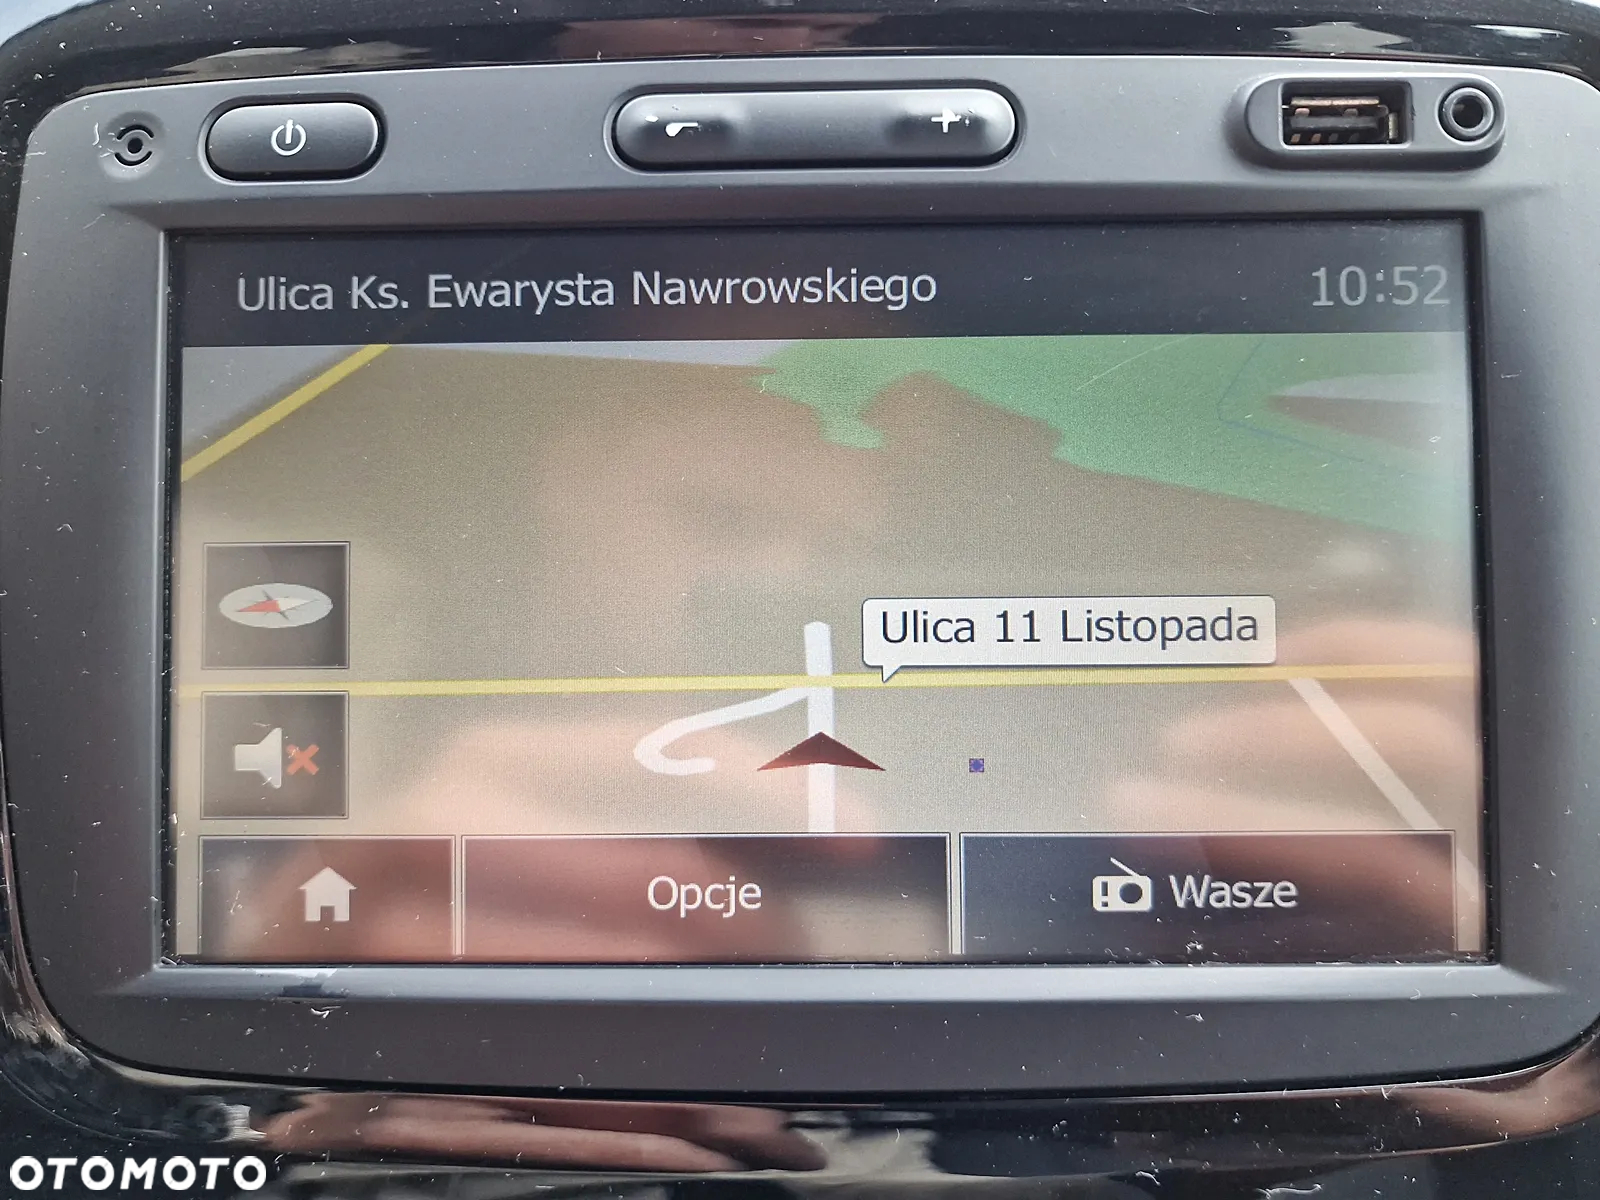 Ulica Ks. Ewarysta Nawrowskiego
10:52
Ulica 11 Listopada
Opcje
Wasze
OTOMOTO